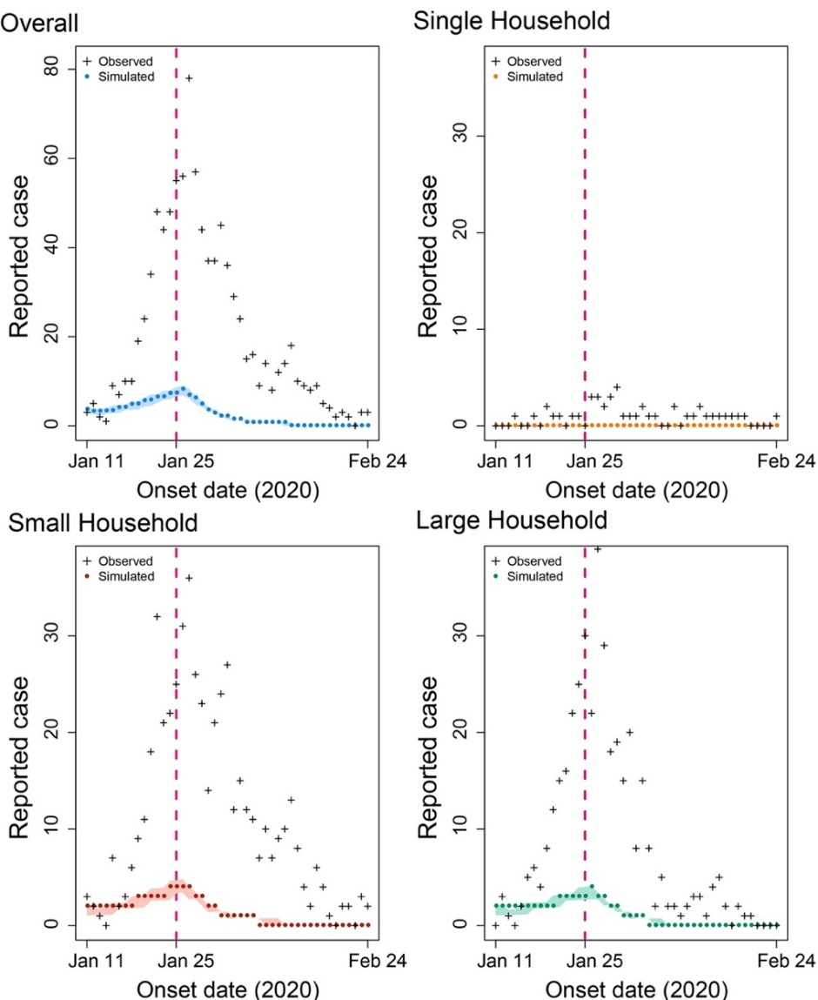 Overall
+ Observed
• Simulated
Reported case
80
60
40
20
0
Jan 11
Jan 25
Feb 24
Onset date (2020)
Single Household
+ Observed
• Simulated
Reported case
30
20
10
0
Jan 11
Jan 25
Feb 24
Onset date (2020)
Small Household
+ Observed
• Simulated
Reported case
30
20
10
0
Jan 11
Jan 25
Feb 24
Onset date (2020)
Large Household
+ Observed
• Simulated
Reported case
30
20
10
0
Jan 11
Jan 25
Feb 24
Onset date (2020)